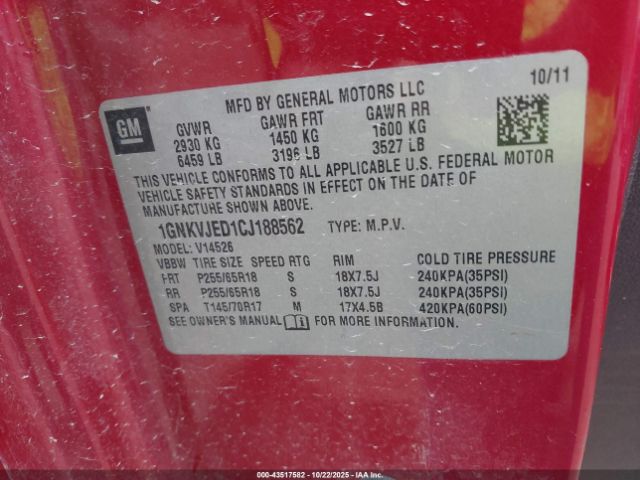 10/11
MFD BY GENERAL MOTORS LLC
GM
GVWR GAWR FRT GAWR RR
2930 KG 1450 KG 1600 KG
6459 LB 3196 LB 3527 LB
THIS VEHICLE CONFORMS TO ALL APPLICABLE U.S. FEDERAL MOTOR
VEHICLE SAFETY STANDARDS IN EFFECT ON THE DATE OF
MANUFACTURE SHOWN ABOVE.
1GNKVJED1CJ188562 TYPE: M.P.V.
MODEL: V14526
VBBW TIRE SIZE SPEED RTG RIM COLD TIRE PRESSURE
FRT P255/65R18 S 18X7.5J 240KPA(35PSI)
RR P255/65R18 S 18X7.5J 240KPA(35PSI)
SPA T145/70R17 M 17X4.5B 420KPA(60PSI)
SEE OWNER'S MANUAL FOR MORE INFORMATION
000-43517582 - 10/22/2025 - IAAI.COM